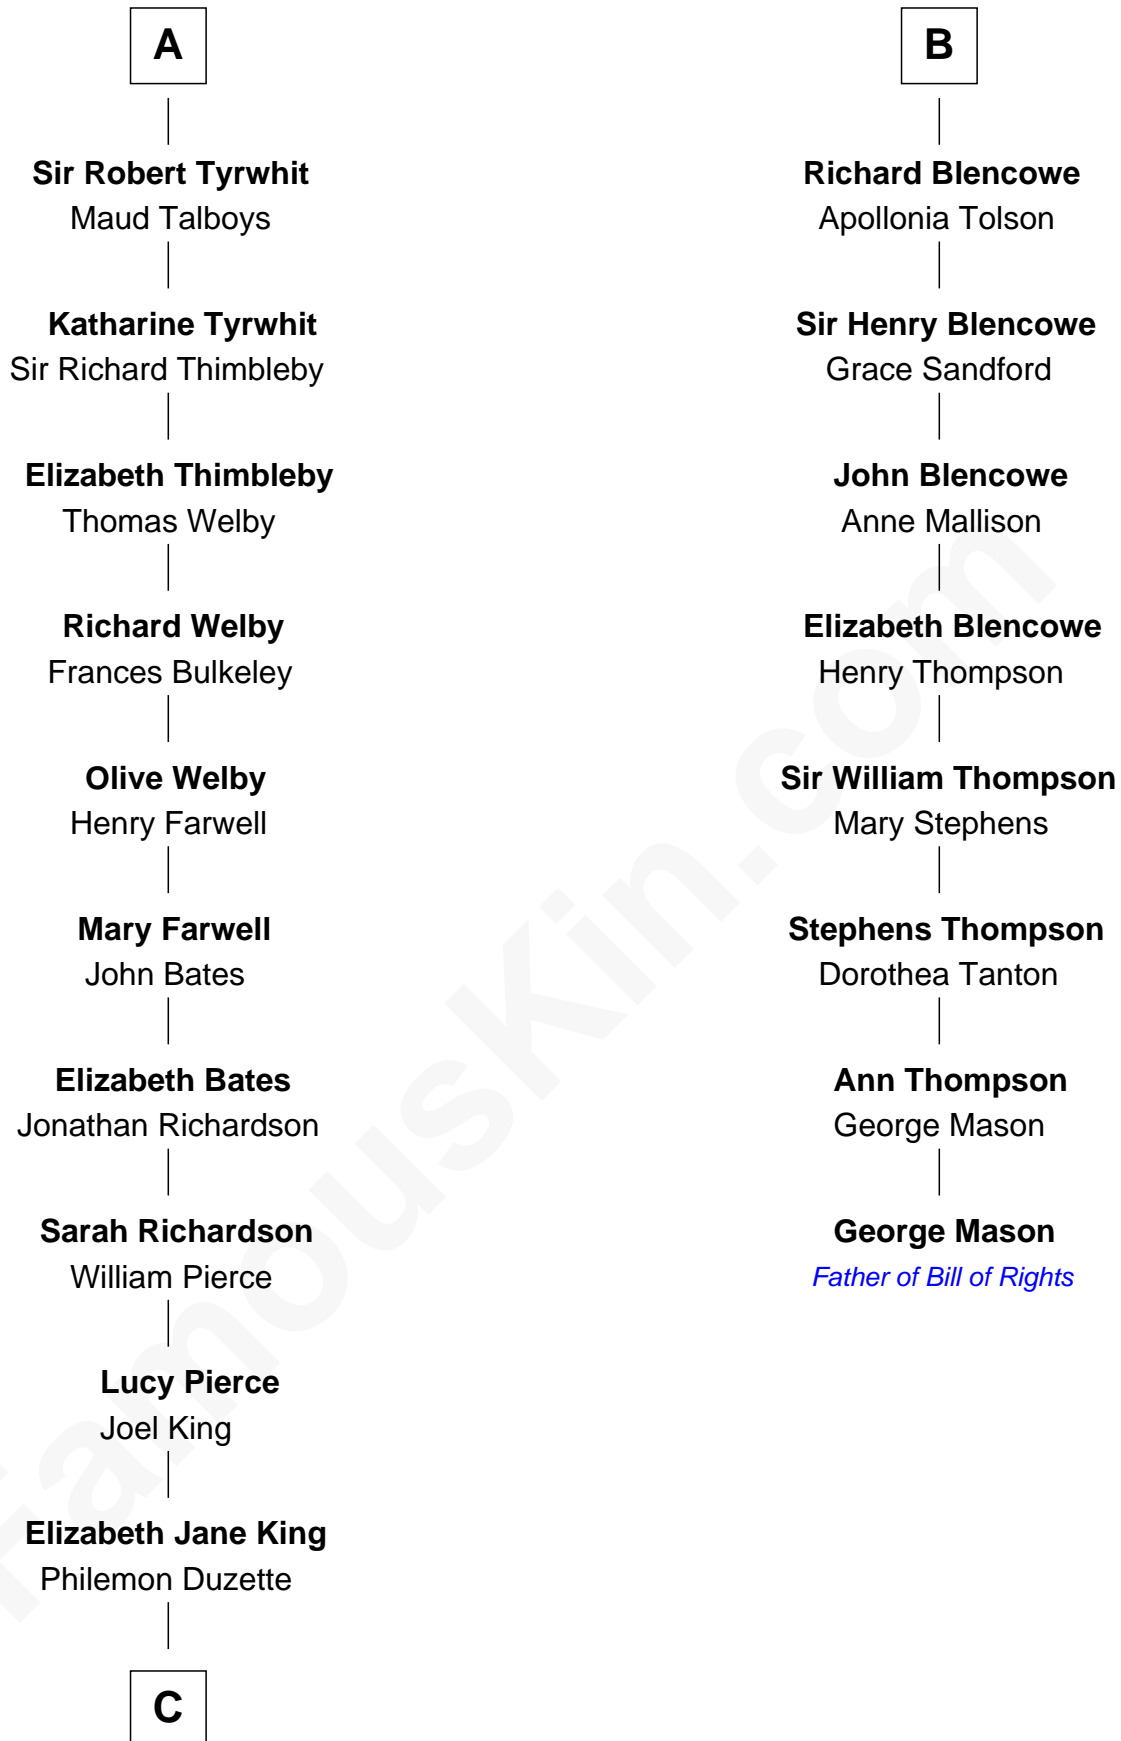 A
Sir Robert Tyrwhit
Maud Talboys
Katharine Tyrwhit
Sir Richard Thimbleby
Elizabeth Thimbleby
Thomas Welby
Richard Welby
Frances Bulkeley
Olive Welby
Henry Farwell
Mary Farwell
John Bates
Elizabeth Bates
Jonathan Richardson
Sarah Richardson
William Pierce
Lucy Pierce
Joel King
Elizabeth Jane King
Philemon Duzette
C
B
Richard Blencowe
Apollonia Tolson
Sir Henry Blencowe
Grace Sandford
John Blencowe
Anne Mallison
Elizabeth Blencowe
Henry Thompson
Sir William Thompson
Mary Stephens
Stephens Thompson
Dorothea Tanton
Ann Thompson
George Mason
George Mason
Father of Bill of Rights
FamousKin.com